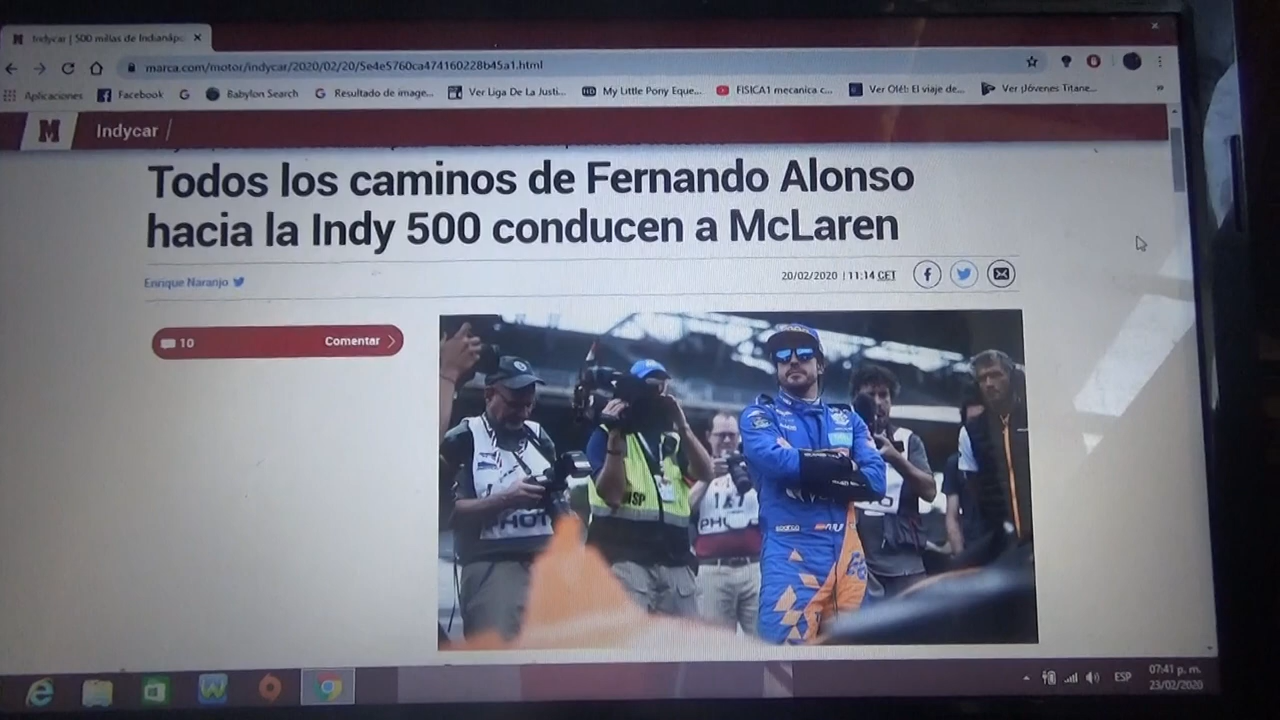 Indycar | 500 millas de Indianápo
marca.com/motor/indycar/2020/02/20/5e4e5760ca474160228b45a1.html
Aplicaciones Facebook Babylon Search Resultado de image... Ver Liga De La Justi... My Little Pony Eque... FISICA1 mecanica c... Ver Olé!: El viaje de... Ver ¡Jóvenes Titane...
M Indycar
Todos los caminos de Fernando Alonso
hacia la Indy 500 conducen a McLaren
Enrique Naranjo 20/02/2020 | 11:14 CET
10 Comentar
PHOTO
PHO
sparco
ESP 07:41 p. m.
23/02/2020